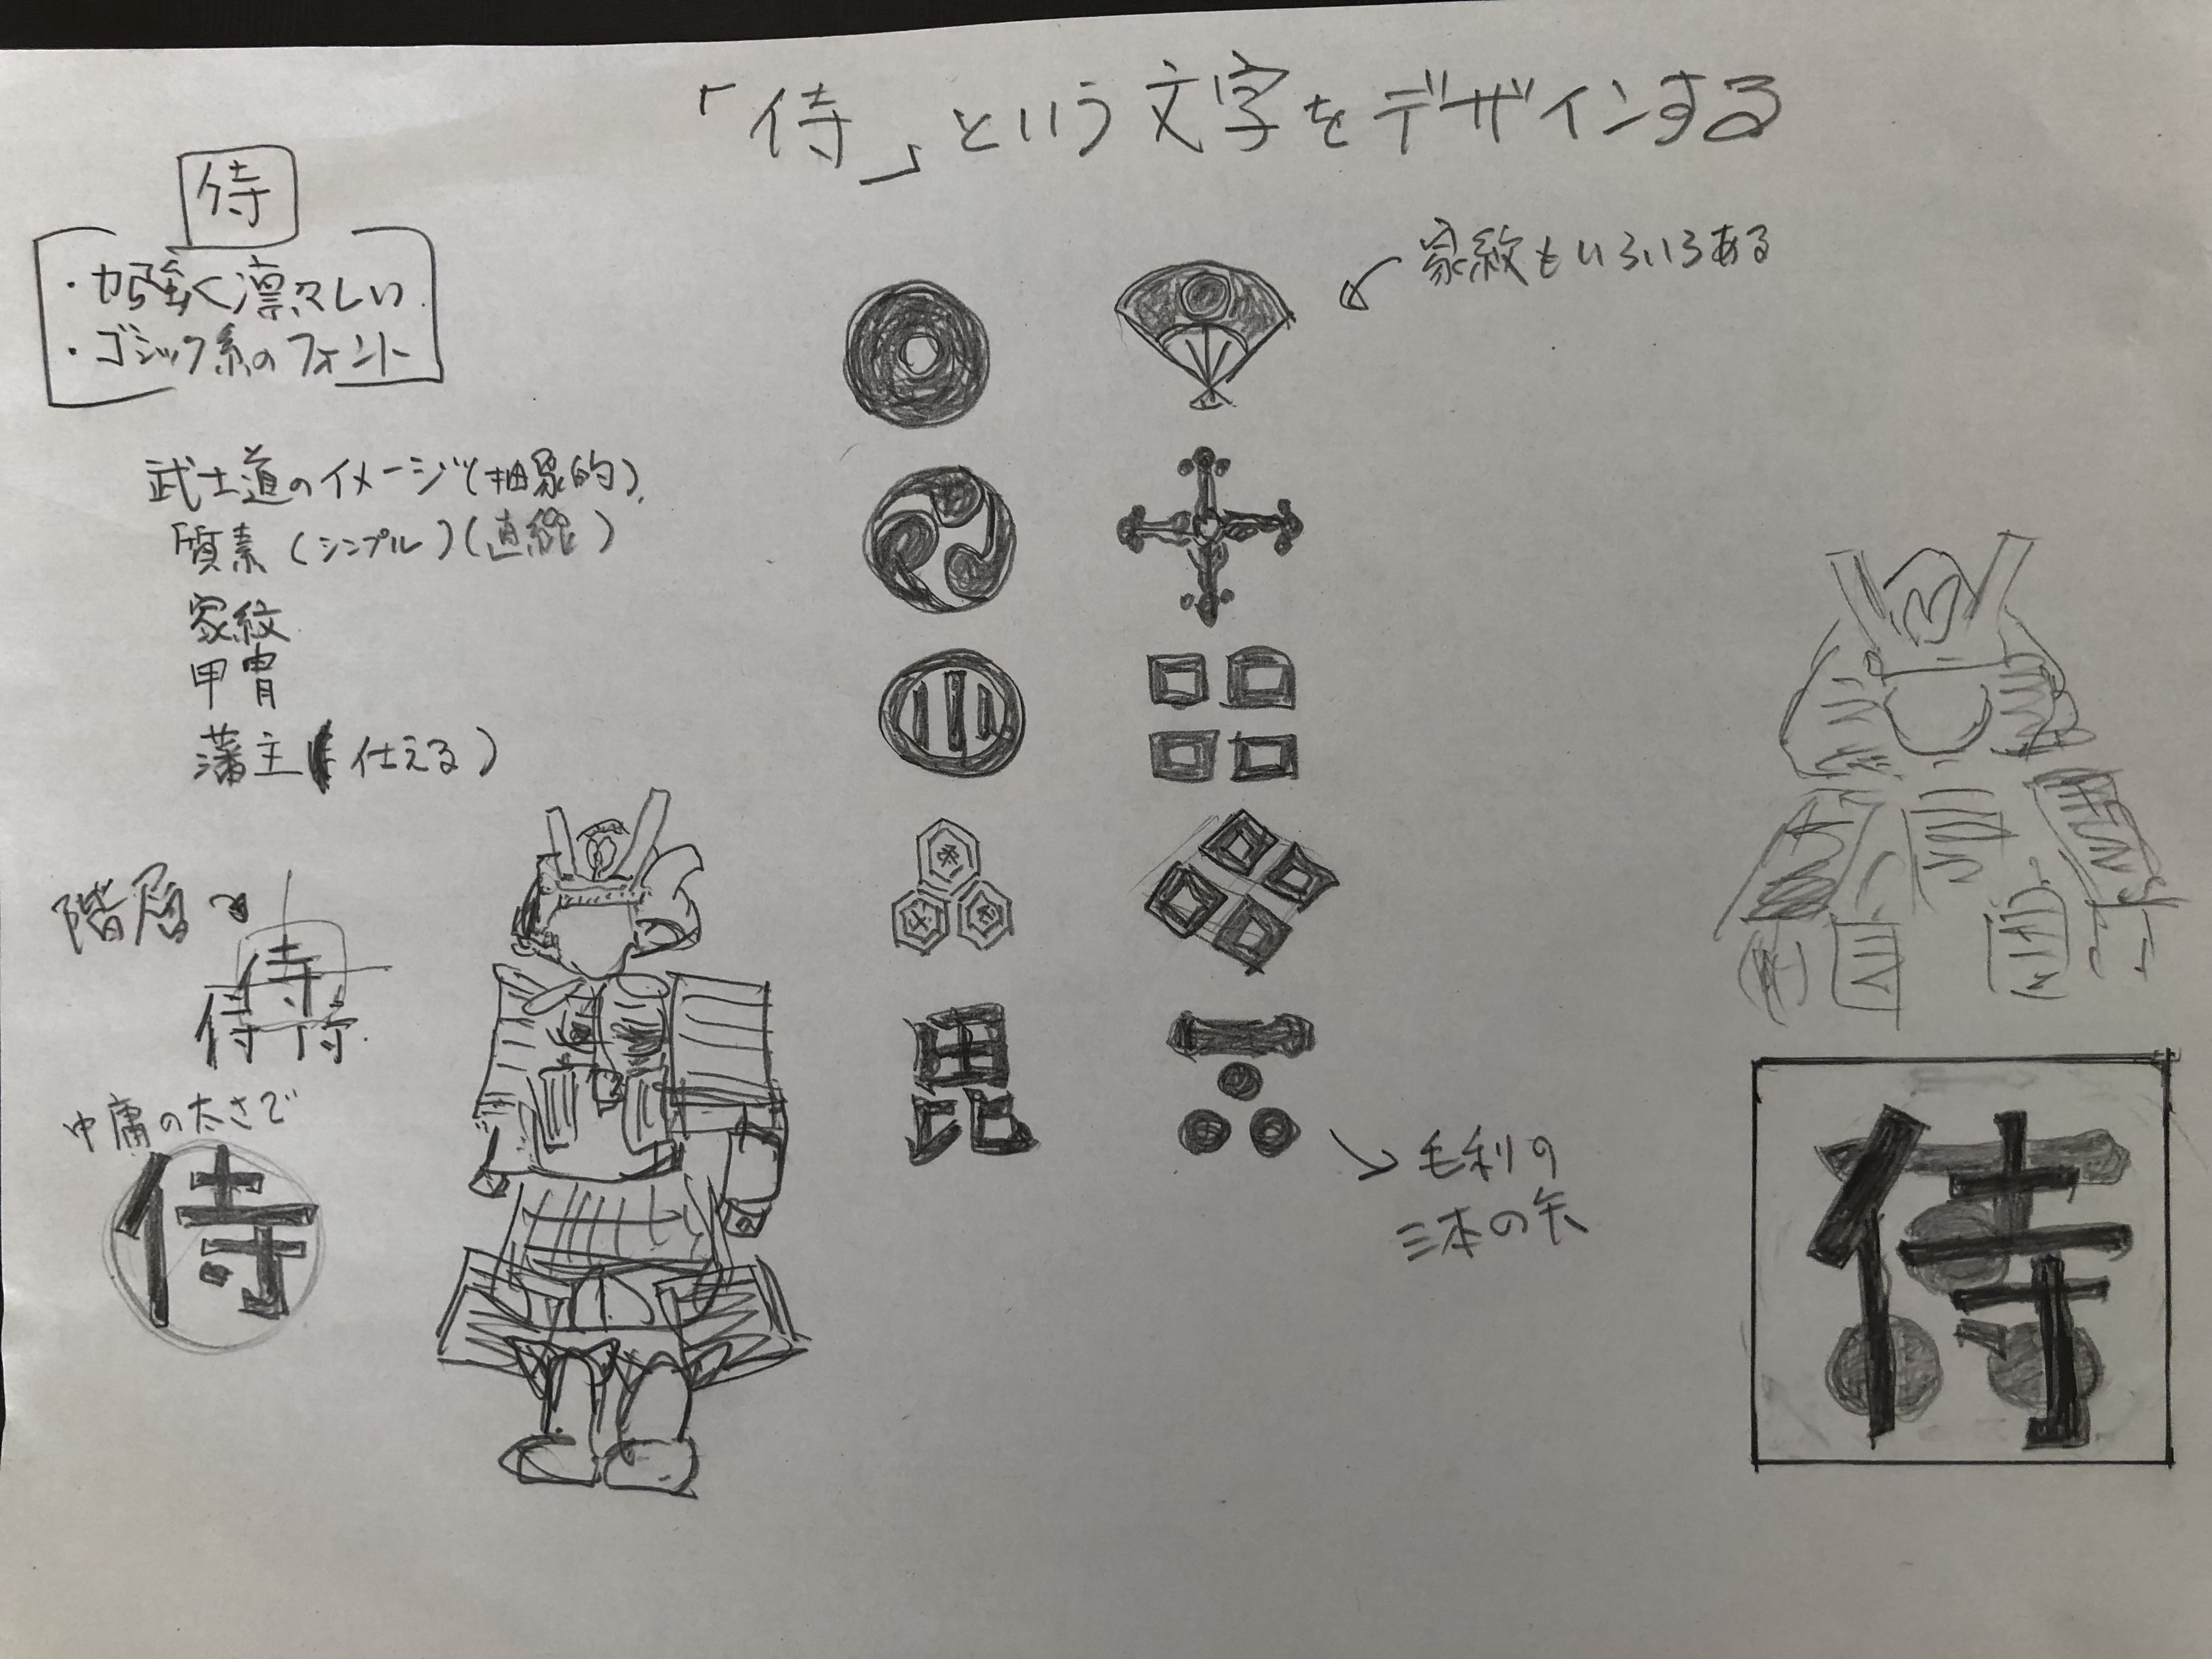 「侍」という文字をデザインする
侍
・力強く凛々しい
・ゴシック系のフォント
武士道のイメージ(抽象的)
質素(シンプル)(直線)
家紋
甲冑
藩主(仕える)
階層
侍
侍侍
中庸の太さで
侍
家紋もいろいろある
毘
毛利の
三本の矢
侍